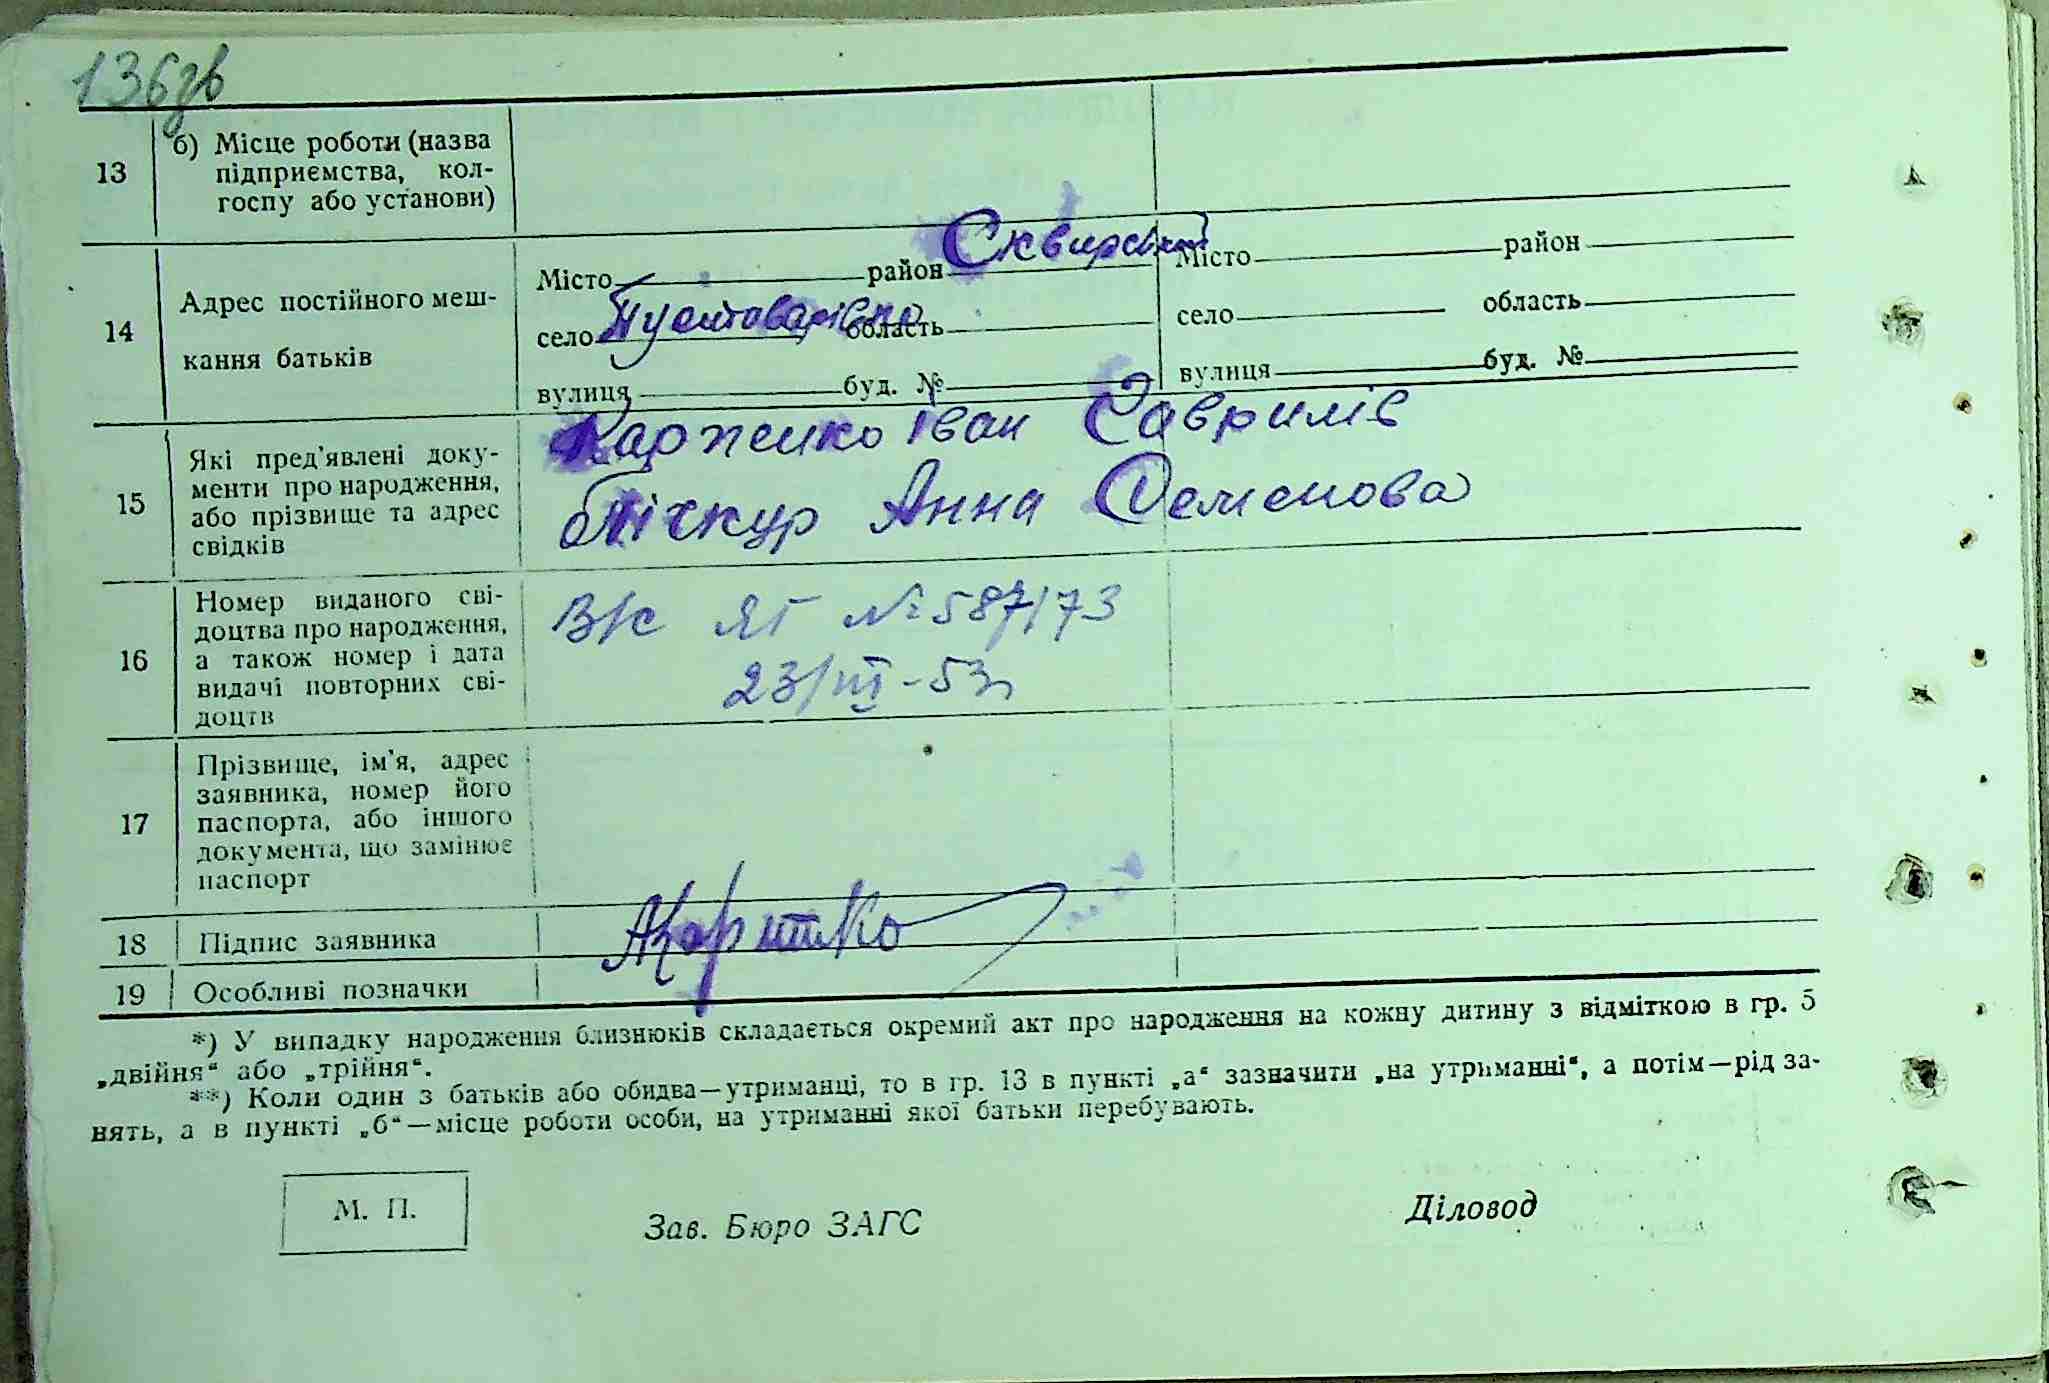 136зв
13
б) Місце роботи (назва
підприємства, кол-
госпу або установи)
14
Адрес постійного меш-
кання батьків
Місто район Сквирський
село Пустоварівка область
вулиця буд. №
Місто район
село область
вулиця буд. №
15
Які пред'явлені доку-
менти про народження,
або прізвище та адрес
свідків
Карпенко Іван Гаврилів
Піскур Анна Семенова
16
Номер виданого сві-
доцтва про народження,
а також номер і дата
видачі повторних сві-
доцтв
В/с ЯГ № 587173
23/III-53г
17
Прізвище, ім'я, адрес
заявника, номер його
паспорта, або іншого
документа, що замінює
паспорт
18 Підпис заявника
19 Особливі позначки
*) У випадку народження близнюків складається окремий акт про народження на кожну дитину з відміткою в гр. 5
„двійня“ або „трійня“.
**) Коли один з батьків або обидва—утриманці, то в гр. 13 в пункті „а“ зазначити „на утриманні“, а потім—рід за-
нять, а в пункті „б“—місце роботи особи, на утриманні якої батьки перебувають.
М. П.
Зав. Бюро ЗАГС
Діловод